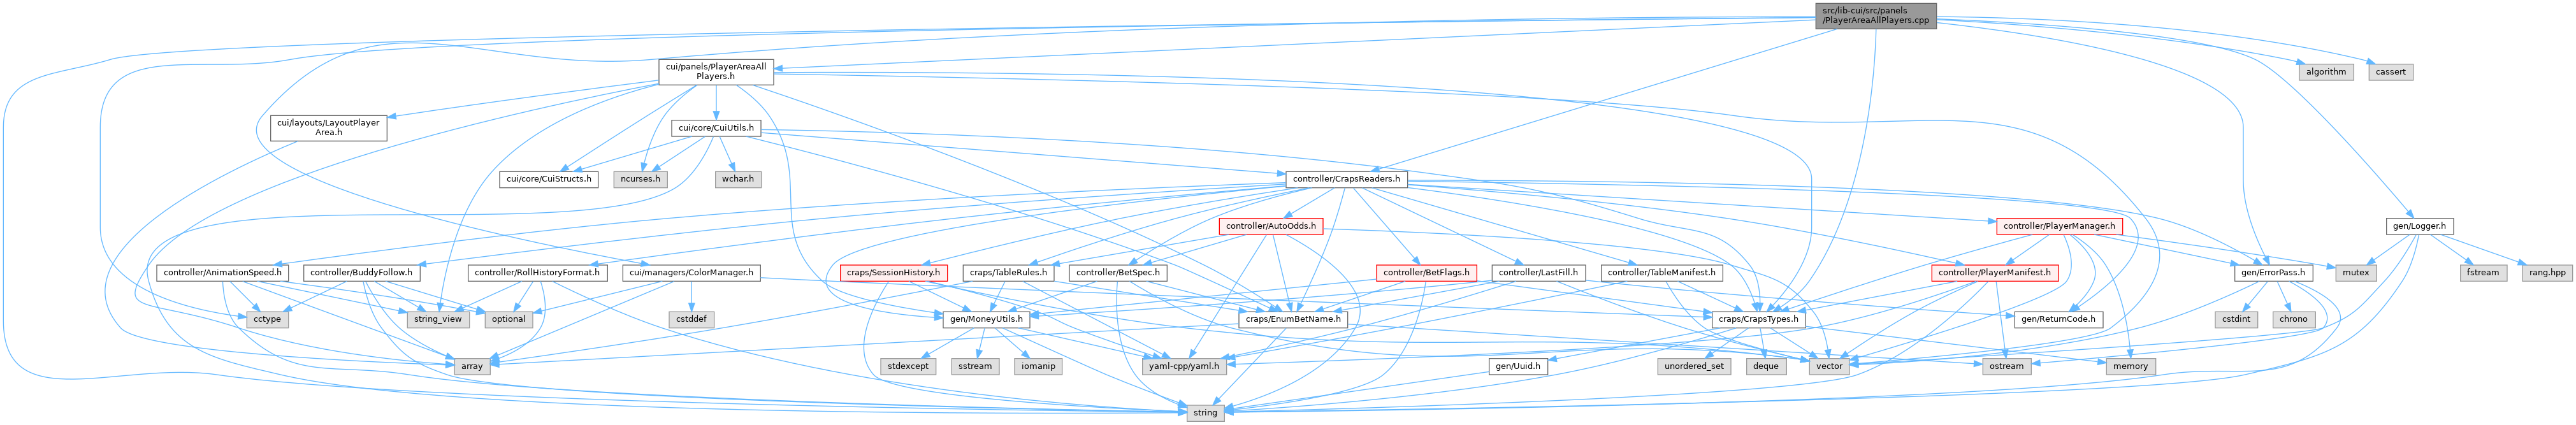 src/lib-cui/src/panels
/PlayerAreaAllPlayers.cpp
cui/panels/PlayerAreaAll
Players.h
algorithm
cassert
cui/layouts/LayoutPlayer
Area.h
cui/core/CuiUtils.h
cui/core/CuiStructs.h
ncurses.h
wchar.h
controller/CrapsReaders.h
controller/AutoOdds.h
controller/PlayerManager.h
gen/Logger.h
controller/AnimationSpeed.h
controller/BuddyFollow.h
controller/RollHistoryFormat.h
cui/managers/ColorManager.h
craps/SessionHistory.h
craps/TableRules.h
controller/BetSpec.h
controller/BetFlags.h
controller/LastFill.h
controller/TableManifest.h
controller/PlayerManifest.h
gen/ErrorPass.h
mutex
fstream
rang.hpp
cctype
string_view
optional
cstddef
gen/MoneyUtils.h
craps/EnumBetName.h
craps/CrapsTypes.h
gen/ReturnCode.h
cstdint
chrono
array
stdexcept
sstream
iomanip
yaml-cpp/yaml.h
gen/Uuid.h
unordered_set
deque
vector
ostream
memory
string